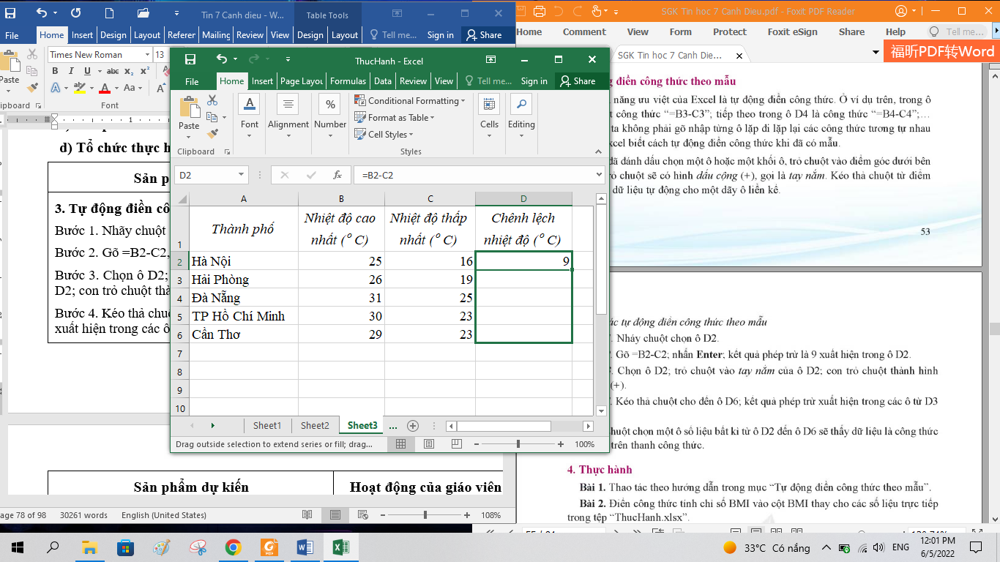 Tin 7 Canh dieu - W...
Table Tools
File Home Insert Design Layout Referer Mailing Review View Design Layout Tell me... Sign in Share
Times New Roman 13
Paste
B I U abc x₂ x²
Aa
board Font
1
d) Tổ chức thực h
Sản p
3. Tự động điền cô
Bước 1. Nhãy chuột
Bước 2. Gõ =B2-C2,
Bước 3. Chọn ô D2;
D2; con trỏ chuột thà
Bước 4. Kéo thả chu
xuất hiện trong các ô
Sản phẩm dự kiến Hoạt động của giáo viên
age 78 of 98 30261 words English (United States) 108%
ThucHanh - Excel
File Home Insert Page Layou Formulas Data Review View Tell me... Sign in Share
Paste
Font Alignment Number
Conditional Formatting
Format as Table
Cell Styles
Cells Editing
Clipboard Styles
D2 fx =B2-C2
A B C D
1 Thành phố Nhiệt độ cao nhất (° C) Nhiệt độ thấp nhất (° C) Chênh lệch nhiệt độ (° C)
2 Hà Nội 25 16 9
3 Hải Phòng 26 19
4 Đà Nẵng 31 25
5 TP Hồ Chí Minh 30 23
6 Cần Thơ 29 23
7
8
9
10
Sheet1 Sheet2 Sheet3 ...
Drag outside selection to extend series or fill; drag... 100%
SGK Tin hoc 7 Canh Dieu.pdf - Foxit PDF Reader
Home Comment View Form Protect Foxit eSign Share Help Tell me...
SGK Tin hoc 7 Canh Die...
福昕PDF转Word
g điền công thức theo mẫu
năng ưu việt của Excel là tự động điền công thức. Ở ví dụ trên, trong ô
t công thức “=B3-C3”; tiếp theo trong ô D4 là công thức “=B4-C4”;…
ta không phải gõ nhập từng ô lặp đi lặp lại các công thức tương tự nhau
xcel biết cách tự động điền công thức khi đã có mẫu.
đã đánh dấu chọn một ô hoặc một khối ô, trỏ chuột vào điểm góc dưới bên
ỏ chuột sẽ có hình dấu cộng (+), gọi là tay nắm. Kéo thả chuột từ điểm
dữ liệu tự động cho một dãy ô liền kề.
53
ác tự động điền công thức theo mẫu
. Nháy chuột chọn ô D2.
. Gõ =B2-C2; nhấn Enter; kết quả phép trừ là 9 xuất hiện trong ô D2.
. Chọn ô D2; trỏ chuột vào tay nắm của ô D2; con trỏ chuột thành hình
(+).
. Kéo thả chuột cho đến ô D6; kết quả phép trừ xuất hiện trong các ô từ D3
huột chọn một ô số liệu bất kì từ ô D2 đến ô D6 sẽ thấy dữ liệu là công thức
trên thanh công thức.
4. Thực hành
Bài 1. Thao tác theo hướng dẫn trong mục “Tự động điền công thức theo mẫu”.
Bài 2. Điền công thức tính chỉ số BMI vào cột BMI thay cho các số liệu trực tiếp
trong tệp “ThucHanh.xlsx”.
33°C Có nắng ENG 12:01 PM
6/5/2022